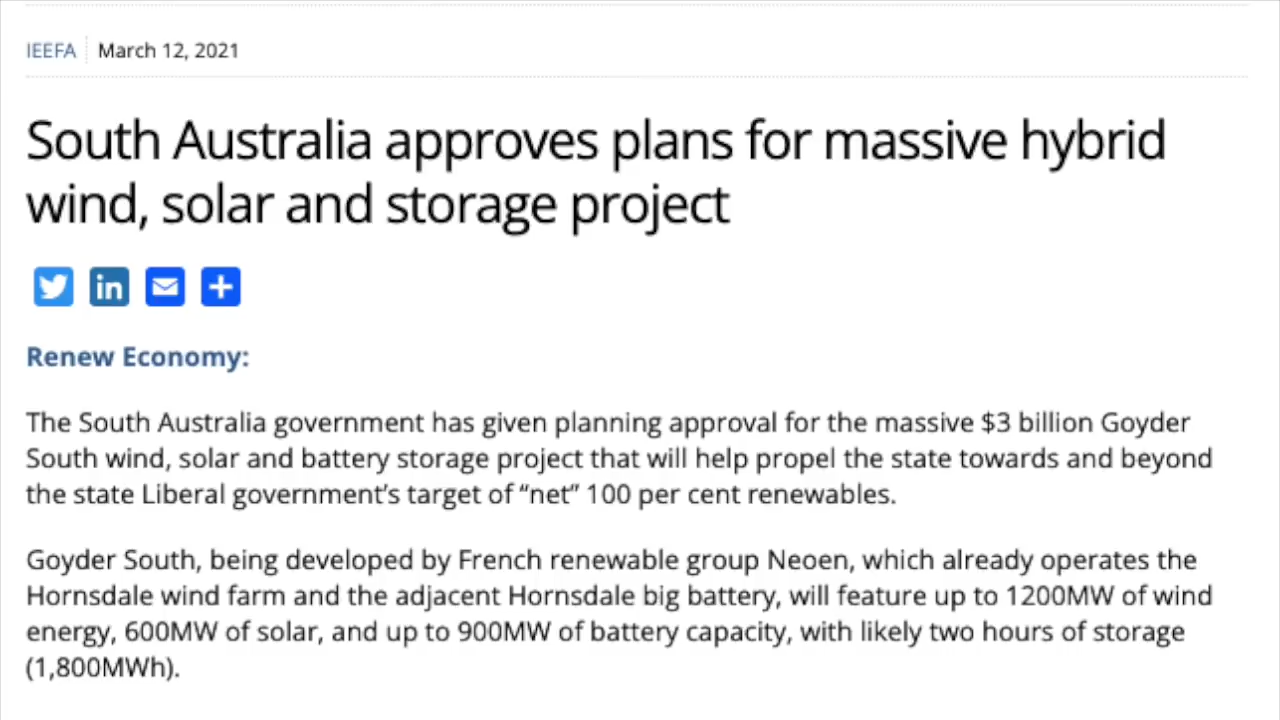 IEEFA March 12, 2021
South Australia approves plans for massive hybrid
wind, solar and storage project
in
Renew Economy:
The South Australia government has given planning approval for the massive $3 billion Goyder
South wind, solar and battery storage project that will help propel the state towards and beyond
the state Liberal government’s target of “net” 100 per cent renewables.
Goyder South, being developed by French renewable group Neoen, which already operates the
Hornsdale wind farm and the adjacent Hornsdale big battery, will feature up to 1200MW of wind
energy, 600MW of solar, and up to 900MW of battery capacity, with likely two hours of storage
(1,800MWh).